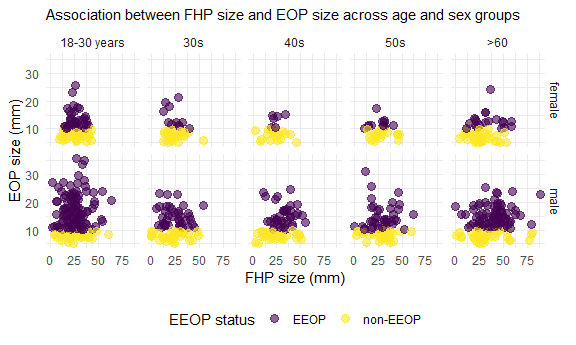 Association between FHP size and EOP size across age and sex groups
18-30 years 30s 40s 50s >60
30
20
10
female
30
20
10
male
EOP size (mm)
0 25 50 75 0 25 50 75 0 25 50 75 0 25 50 75 0 25 50 75
FHP size (mm)
EEOP status EEOP non-EEOP